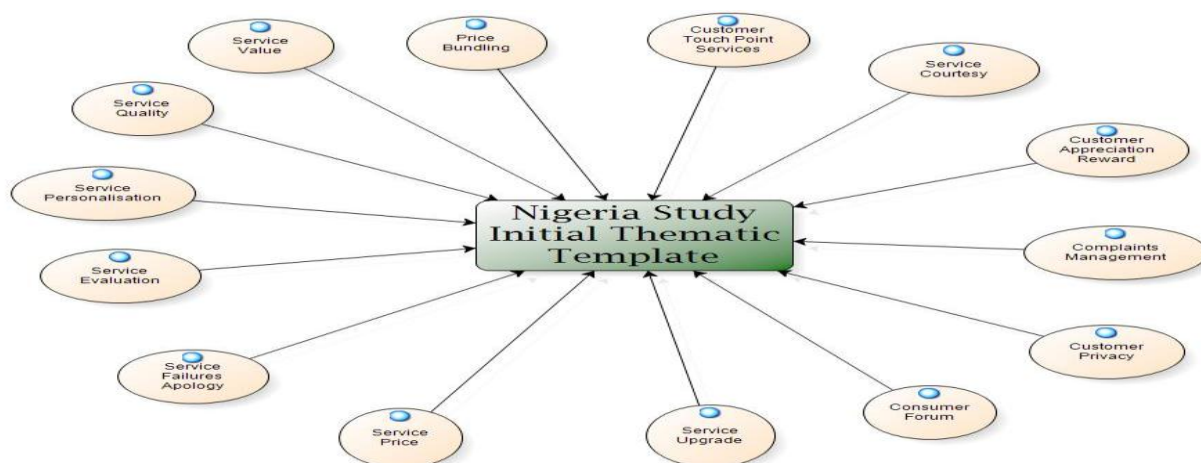 Service
Value
Price
Bundling
Customer
Touch Point
Services
Service
Courtesy
Service
Quality
Customer
Appreciation
Reward
Service
Personalisation
Nigeria Study
Initial Thematic
Template
Complaints
Management
Service
Evaluation
Customer
Privacy
Service
Failures
Apology
Consumer
Forum
Service
Price
Service
Upgrade